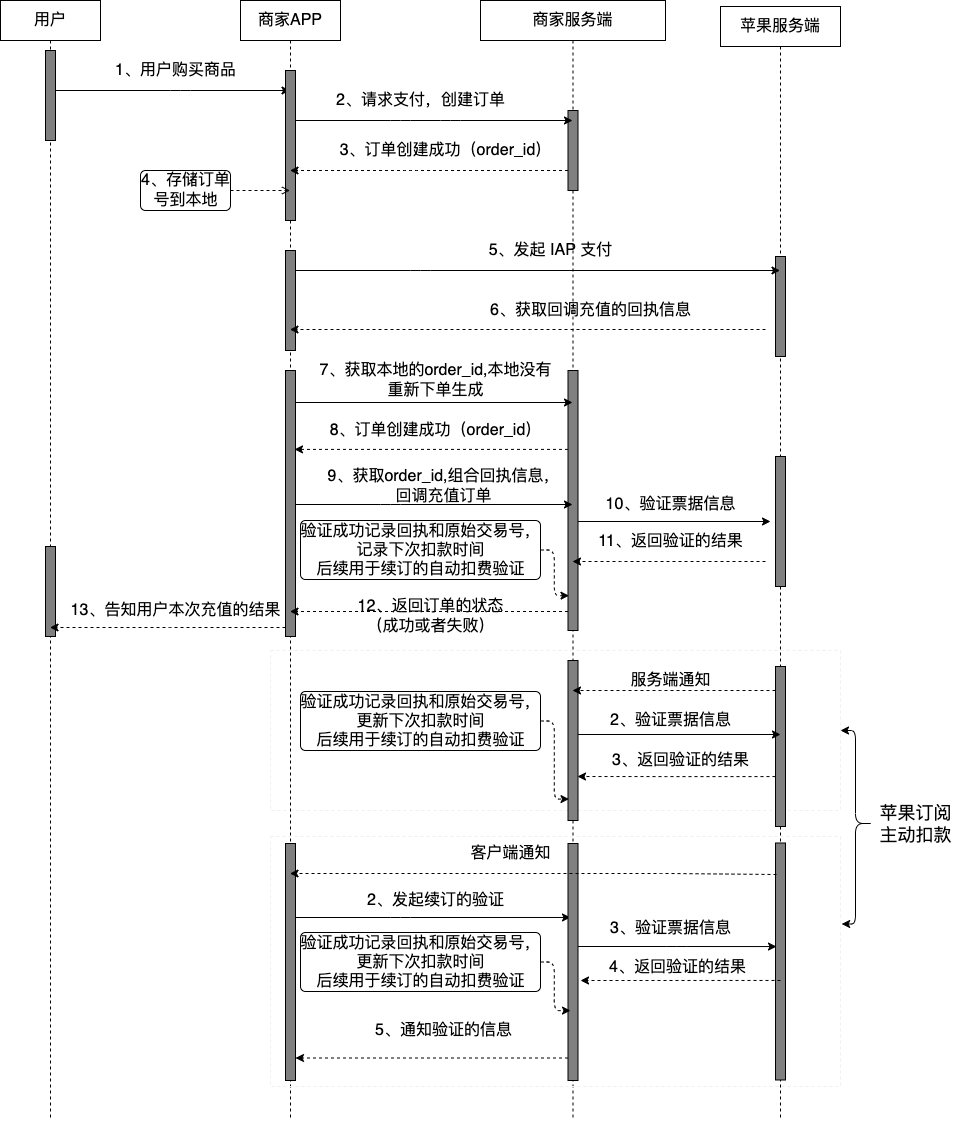 用户
商家APP
商家服务端
苹果服务端
1、用户购买商品
2、请求支付，创建订单
3、订单创建成功（order_id）
4、存储订单
号到本地
5、发起 IAP 支付
6、获取回调充值的回执信息
7、获取本地的order_id,本地没有
重新下单生成
8、订单创建成功（order_id）
9、获取order_id,组合回执信息，
回调充值订单
10、验证票据信息
验证成功记录回执和原始交易号，
记录下次扣款时间
后续用于续订的自动扣费验证
11、返回验证的结果
12、返回订单的状态
（成功或者失败）
13、告知用户本次充值的结果
服务端通知
验证成功记录回执和原始交易号，
更新下次扣款时间
后续用于续订的自动扣费验证
2、验证票据信息
3、返回验证的结果
苹果订阅
主动扣款
客户端通知
2、发起续订的验证
3、验证票据信息
验证成功记录回执和原始交易号，
更新下次扣款时间
后续用于续订的自动扣费验证
4、返回验证的结果
5、通知验证的信息